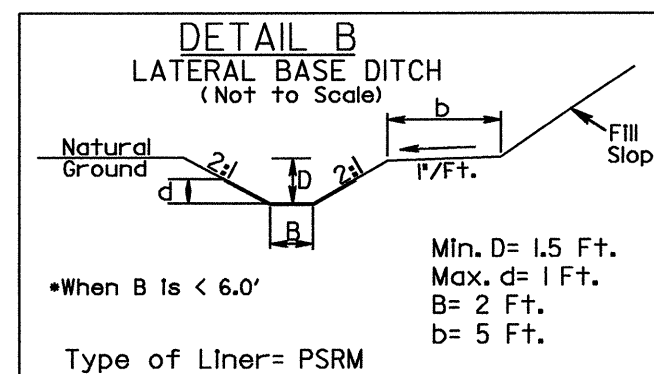 DETAIL B
LATERAL BASE DITCH
(Not to Scale)
b
Natural
Ground
2:1
D
2:1
1"/Ft.
Fill
Slop
d
B
Min. D= 1.5 Ft.
Max. d= 1 Ft.
*When B is < 6.0'
B= 2 Ft.
b= 5 Ft.
Type of Liner= PSRM